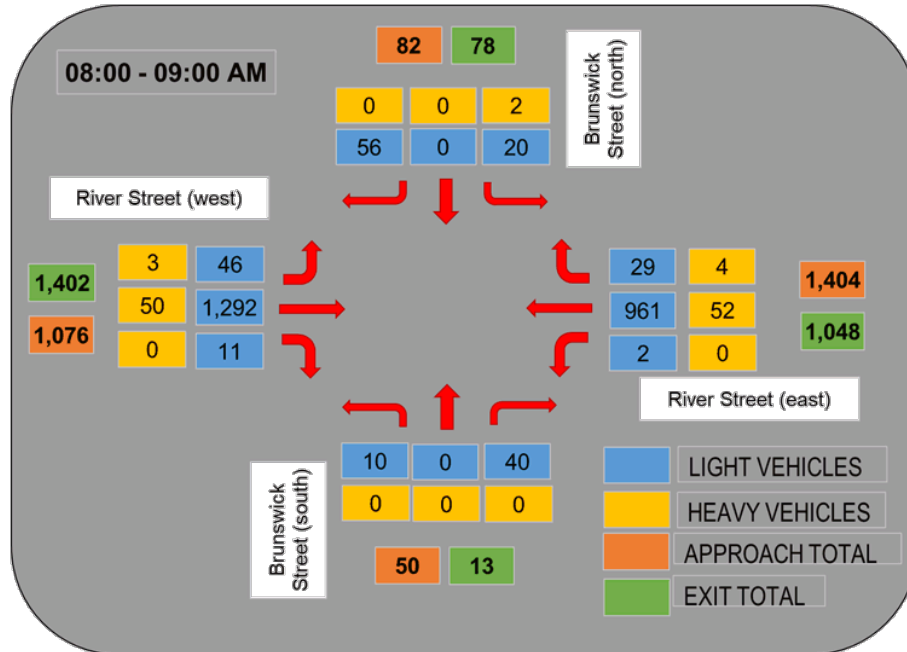 82 78
08:00 - 09:00 AM
Brunswick
Street (north)
0 0 2
56 0 20
River Street (west)
3 46
29 4
1,402
1,404
50 1,292
961 52
1,076
1,048
0 11
2 0
River Street (east)
Brunswick
Street (south)
10 0 40
0 0 0
50 13
LIGHT VEHICLES
HEAVY VEHICLES
APPROACH TOTAL
EXIT TOTAL